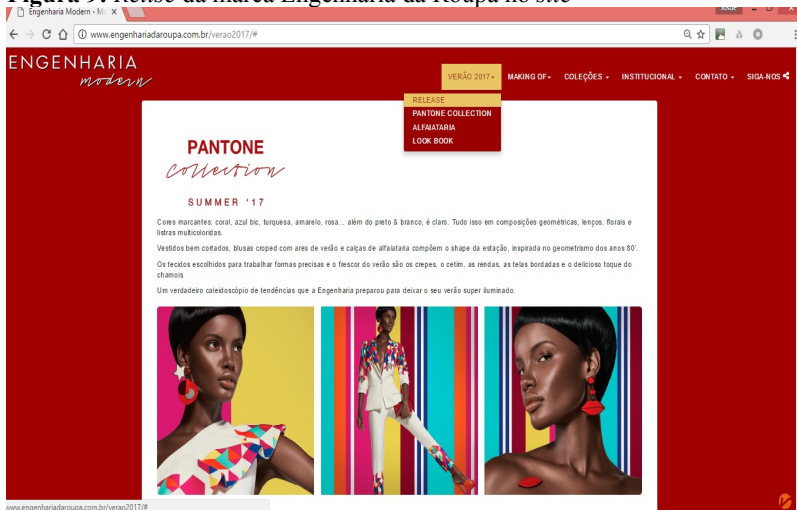 Figura 9: Relise da marca Engenharia da Roupa no site
Engenharia Modern - Mo
www.engenhariadaroupa.com.br/verao2017/#
ENGENHARIA
modern
VERÃO 2017
MAKING OF
COLEÇÕES
INSTITUCIONAL
CONTATO
SIGA-NOS
RELEASE
PANTONE COLLECTION
ALFAIATARIA
LOOK BOOK
PANTONE
Collection
SUMMER '17
Cores marcantes: coral, azul bic, turquesa, amarelo, rosa... além do preto & branco, é claro. Tudo isso em composições geométricas, lenços, florais e
listras multicoloridas.
Vestidos bem cortados, blusas croped com ares de verão e calças de alfaiataria compõem o shape da estação, inspirada no geometrismo dos anos 80'.
Os tecidos escolhidos para trabalhar formas precisas e o frescor do verão são os crepes, o cetim, as rendas, as telas bordadas e o delicioso toque do
chamois.
Um verdadeiro caleidoscópio de tendências que a Engenharia preparou para deixar o seu verão super iluminado.
www.engenhariadaroupa.com.br/verao2017/#